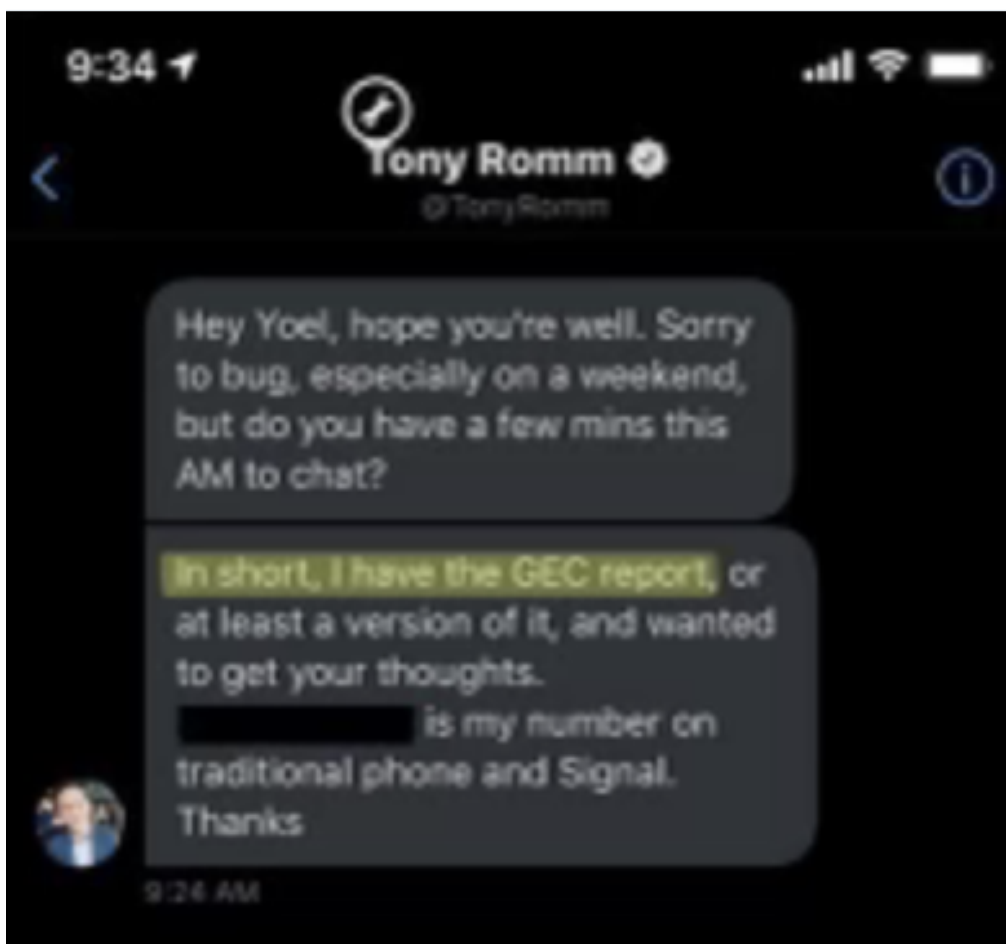 9:34
Tony Romm
@TonyRomm
Hey Yoel, hope you're well. Sorry
to bug, especially on a weekend,
but do you have a few mins this
AM to chat?
In short, I have the GEC report, or
at least a version of it, and wanted
to get your thoughts.
is my number on
traditional phone and Signal.
Thanks
9:24 AM